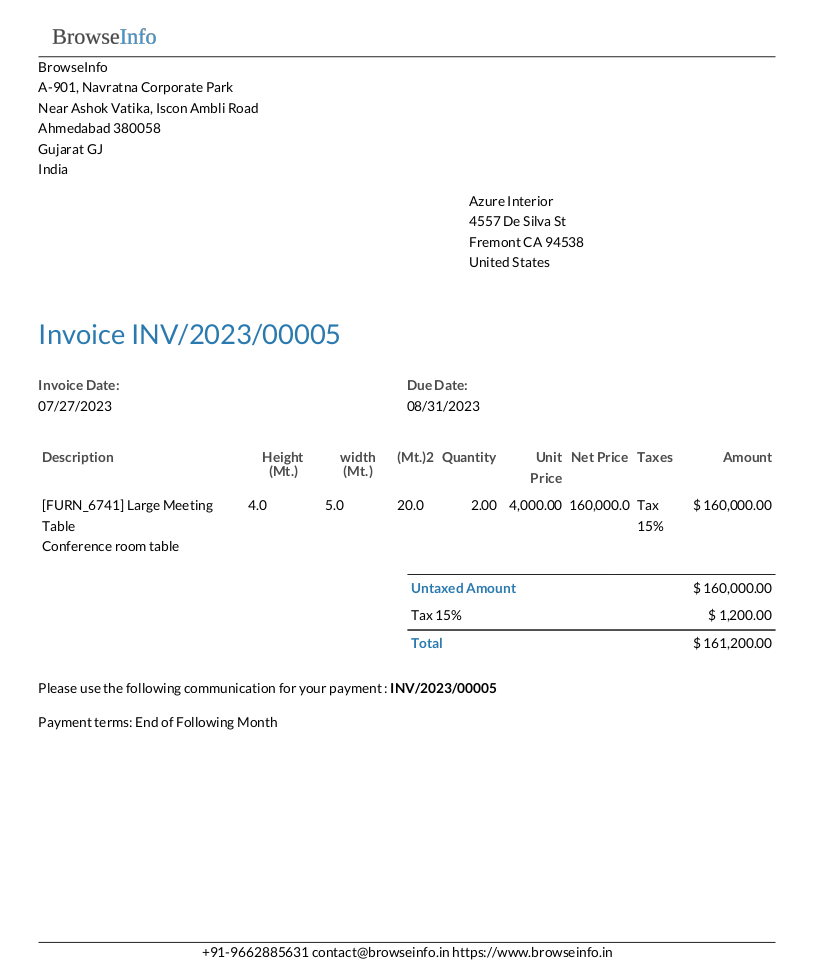 BrowseInfo
BrowseInfo
A-901, Navratna Corporate Park
Near Ashok Vatika, Iscon Ambli Road
Ahmedabad 380058
Gujarat GJ
India
Azure Interior
4557 De Silva St
Fremont CA 94538
United States
Invoice INV/2023/00005
Invoice Date: Due Date:
07/27/2023 08/31/2023
Description Height width (Mt.)2 Quantity Unit Net Price Taxes Amount
(Mt.) (Mt.) Price
[FURN_6741] Large Meeting 4.0 5.0 20.0 2.00 4,000.00 160,000.0 Tax $ 160,000.00
Table 15%
Conference room table
Untaxed Amount $ 160,000.00
Tax 15% $ 1,200.00
Total $ 161,200.00
Please use the following communication for your payment : INV/2023/00005
Payment terms: End of Following Month
+91-9662885631 contact@browseinfo.in https://www.browseinfo.in